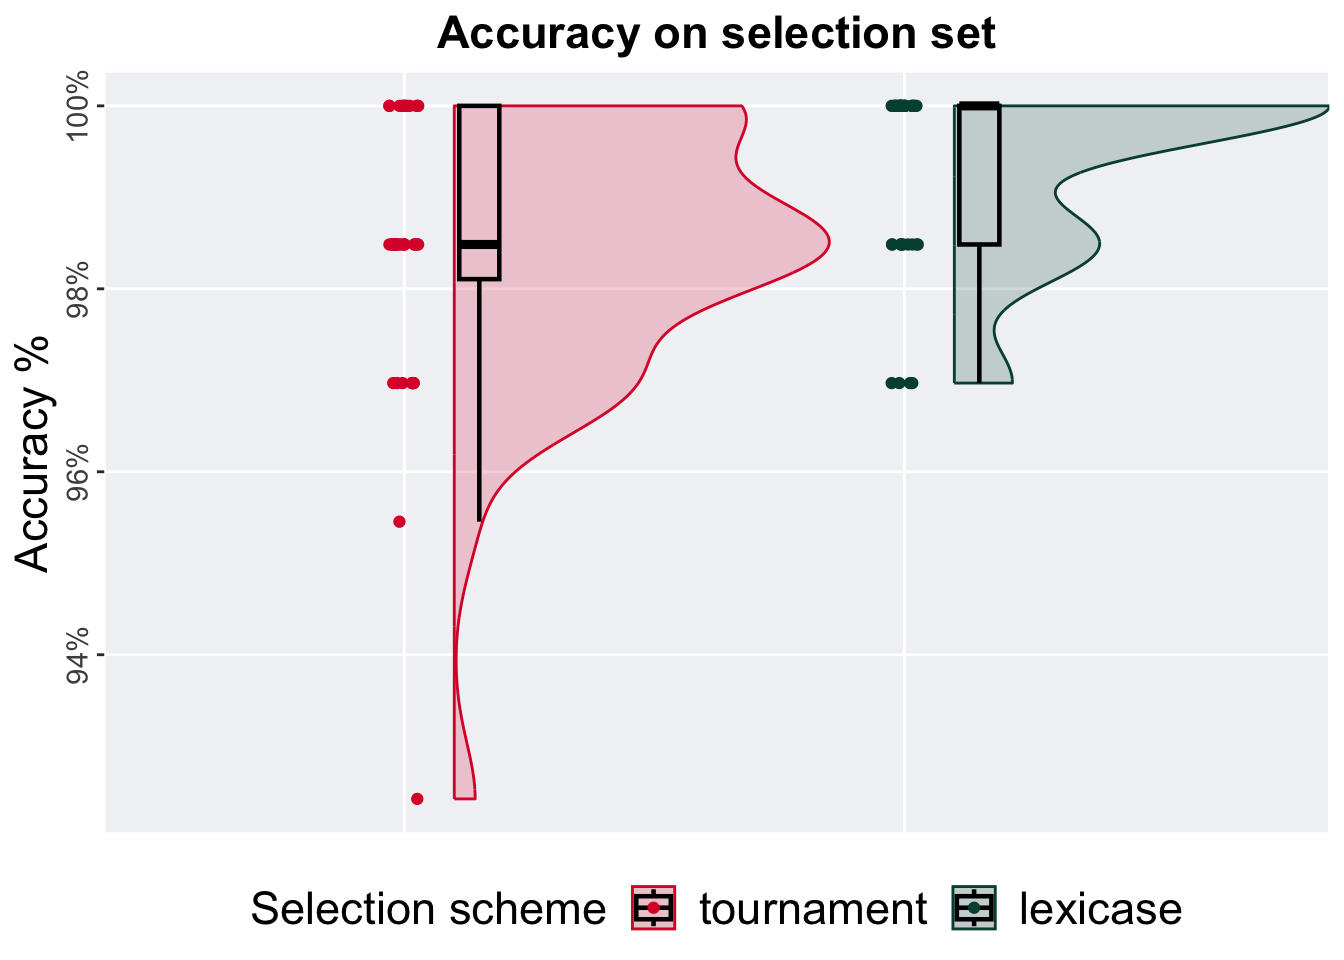 Accuracy on selection set
Accuracy %
100%
98%
96%
94%
Selection scheme tournament lexicase